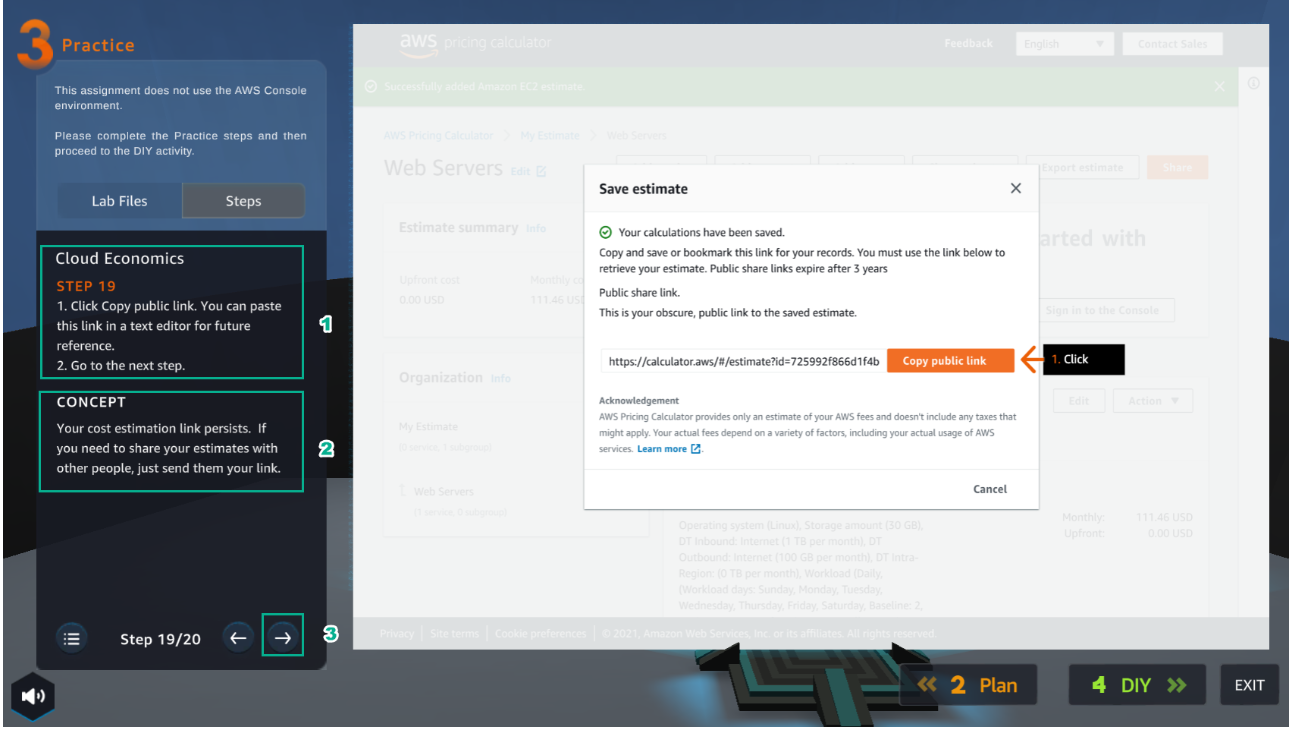 3 Practice
This assignment does not use the AWS Console
environment.
Please complete the Practice steps and then
proceed to the DIY activity.
Lab Files
Steps
Cloud Economics
STEP 19
1. Click Copy public link. You can paste
this link in a text editor for future
reference.
2. Go to the next step.
1
CONCEPT
Your cost estimation link persists. If
you need to share your estimates with
other people, just send them your link.
2
Step 19/20
3
aws pricing calculator
Feedback
English
Contact Sales
Successfully added Amazon EC2 estimate.
AWS Pricing Calculator > My Estimate > Web Servers
Web Servers Edit
Export estimate
Share
Estimate summary Info
Upfront cost
Monthly co
0.00 USD
111.46 USD
arted with
Sign in to the Console
Organization Info
My Estimate
(0 service, 1 subgroup)
Web Servers
(1 service, 0 subgroup)
Edit
Action
Save estimate
Your calculations have been saved.
Copy and save or bookmark this link for your records. You must use the link below to
retrieve your estimate. Public share links expire after 3 years
Public share link.
This is your obscure, public link to the saved estimate.
https://calculator.aws/#/estimate?id=725992f866d1f4b
Copy public link
1. Click
Acknowledgement
AWS Pricing Calculator provides only an estimate of your AWS fees and doesn't include any taxes that
might apply. Your actual fees depend on a variety of factors, including your actual usage of AWS
services. Learn more
Cancel
Operating system (Linux), Storage amount (30 GB),
DT Inbound: Internet (1 TB per month), DT
Outbound: Internet (100 GB per month), DT Intra-
Region: (0 TB per month), Workload (Daily,
(Workload days: Sunday, Monday, Tuesday,
Wednesday, Thursday, Friday, Saturday, Baseline: 2,
Monthly: 111.46 USD
Upfront: 0.00 USD
Privacy | Site terms | Cookie preferences | © 2021, Amazon Web Services, Inc. or its affiliates. All rights reserved.
2 Plan
4 DIY
EXIT